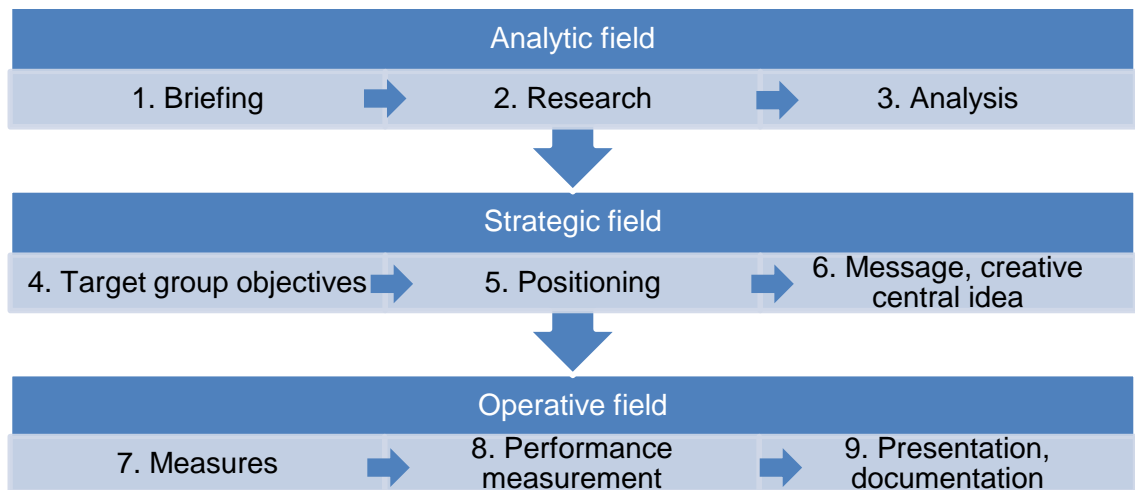 Analytic field
1. Briefing
2. Research
3. Analysis
Strategic field
4. Target group objectives
5. Positioning
6. Message, creative
central idea
Operative field
7. Measures
8. Performance
measurement
9. Presentation,
documentation